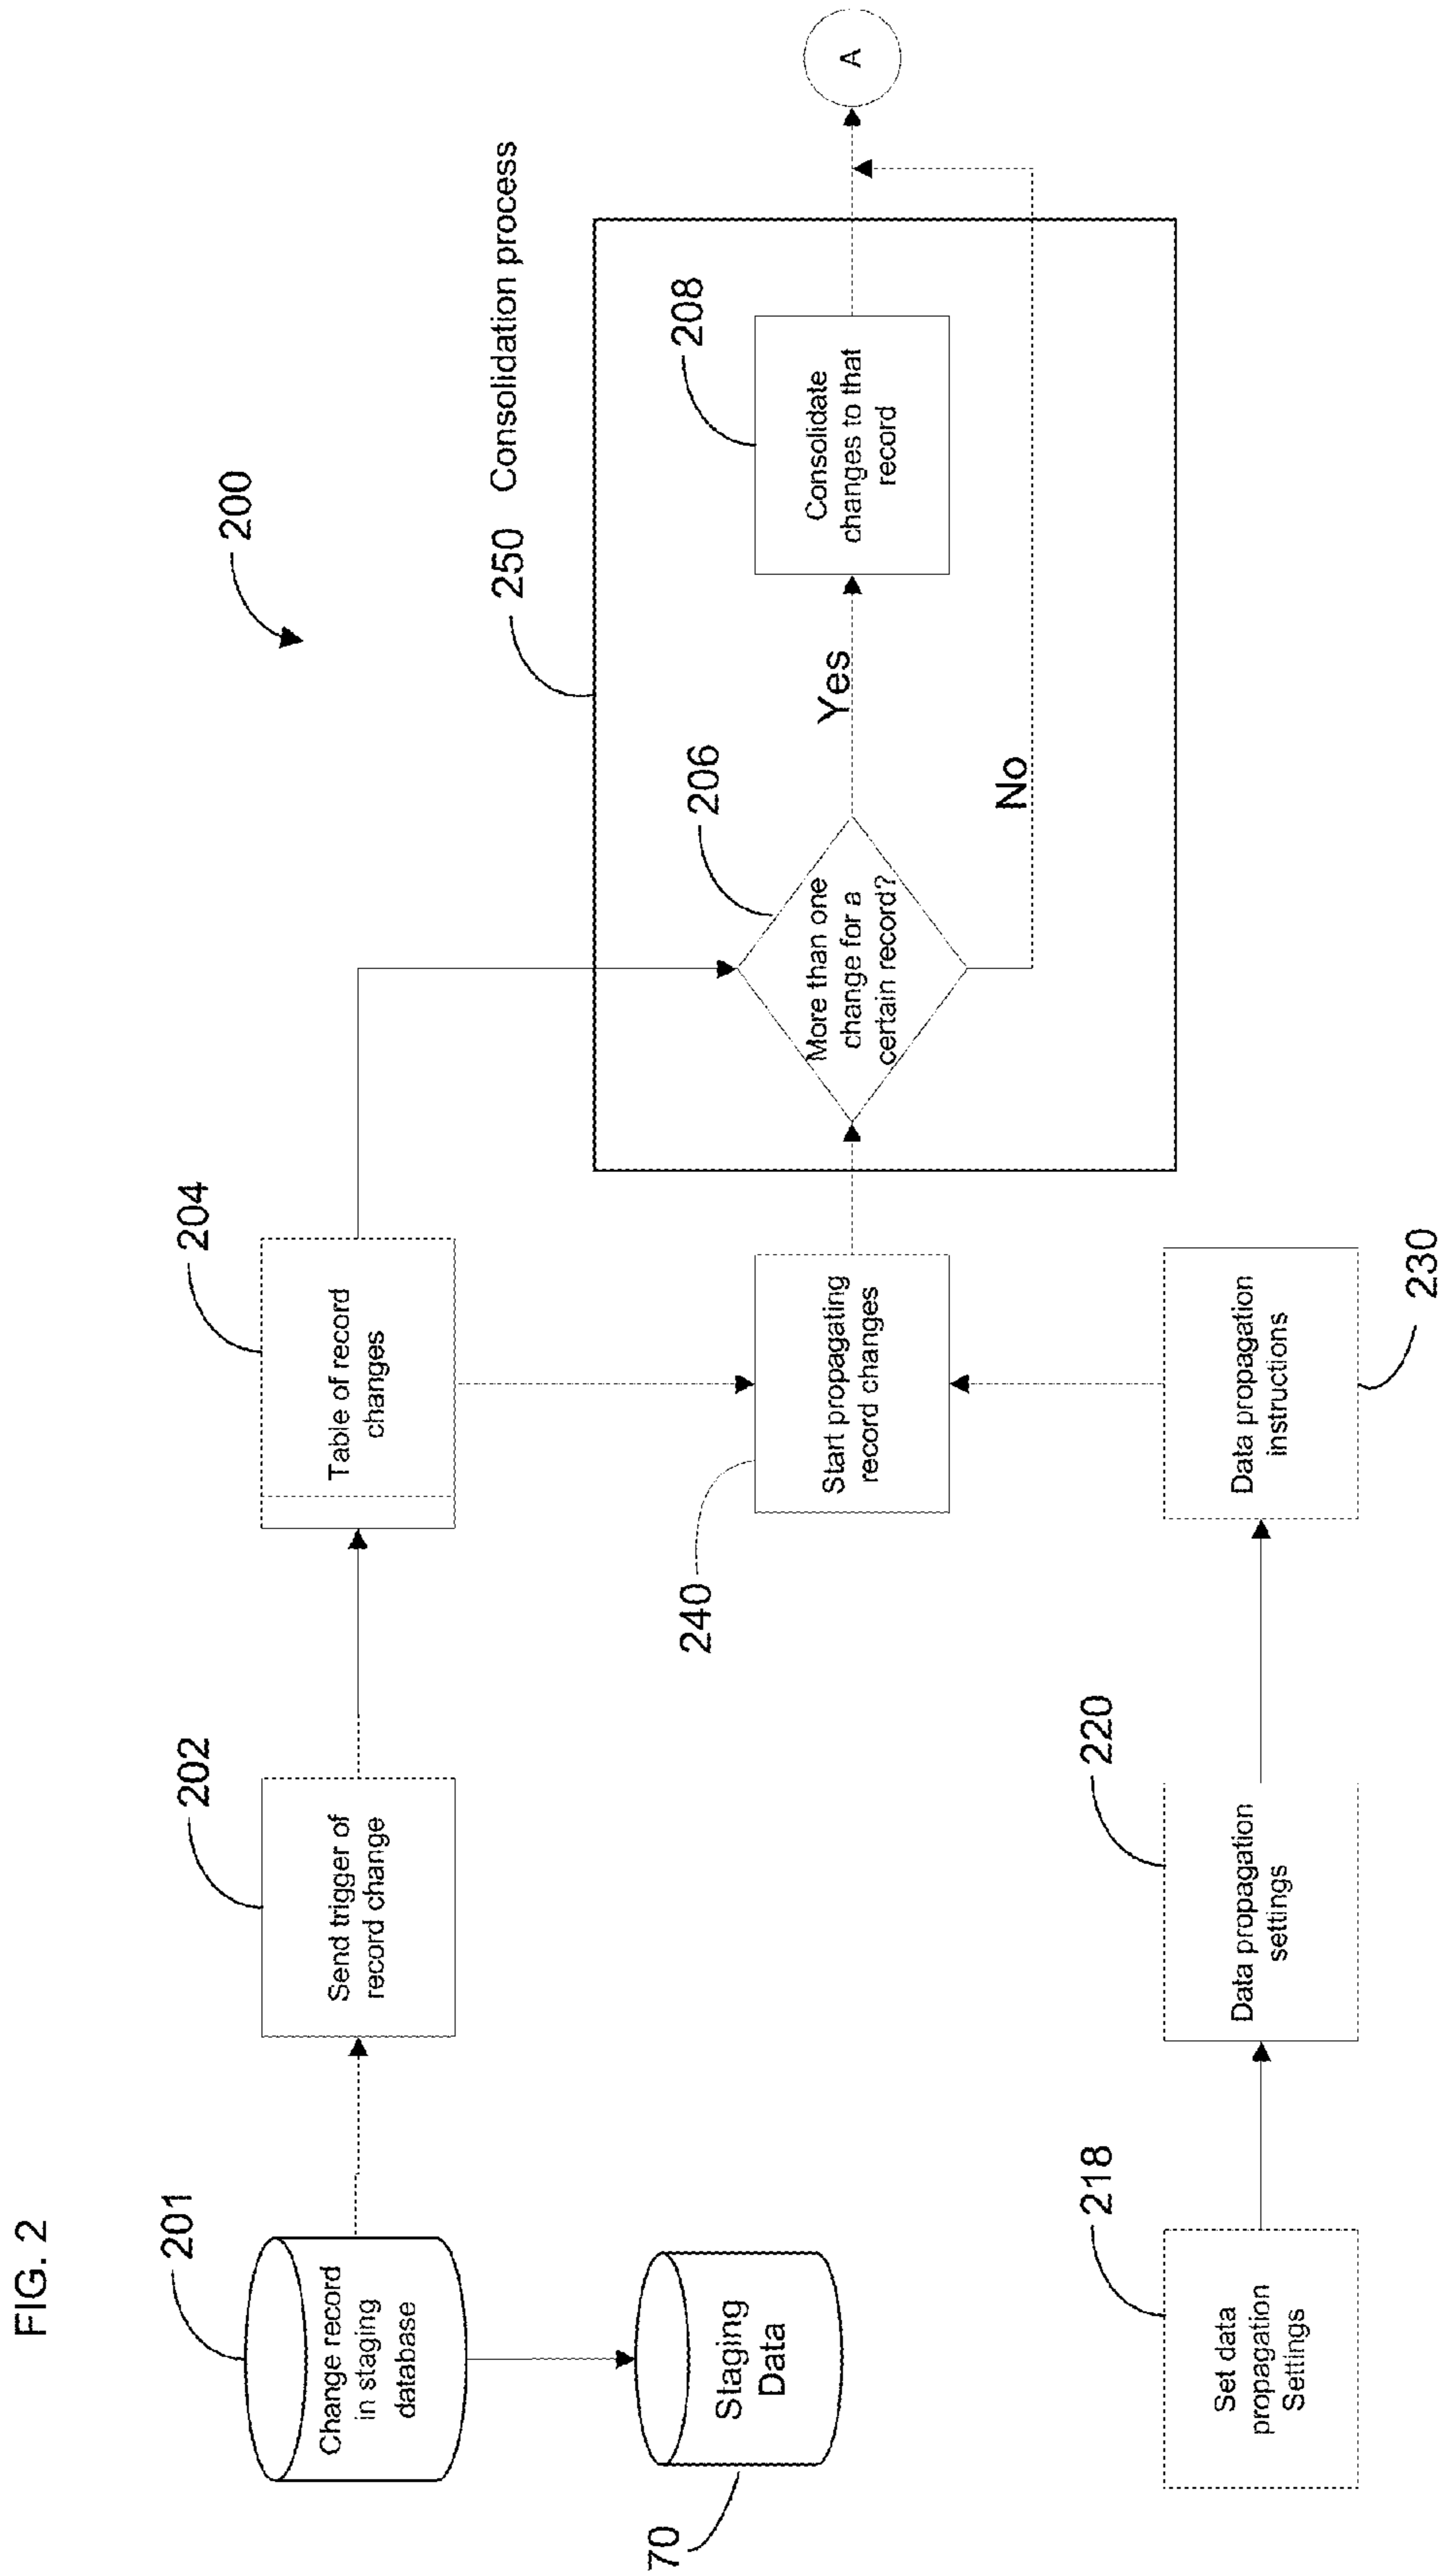 FIG. 2
200
201
Change record
in staging
database
202
Send trigger of
record change
204
Table of record
changes
250 Consolidation process
70
Staging
Data
240
Start propagating
record changes
206
More than one
change for a
certain record?
Yes
No
208
Consolidate
changes to that
record
A
218
Set data
propagation
Settings
220
Data propagation
settings
230
Data propagation
instructions